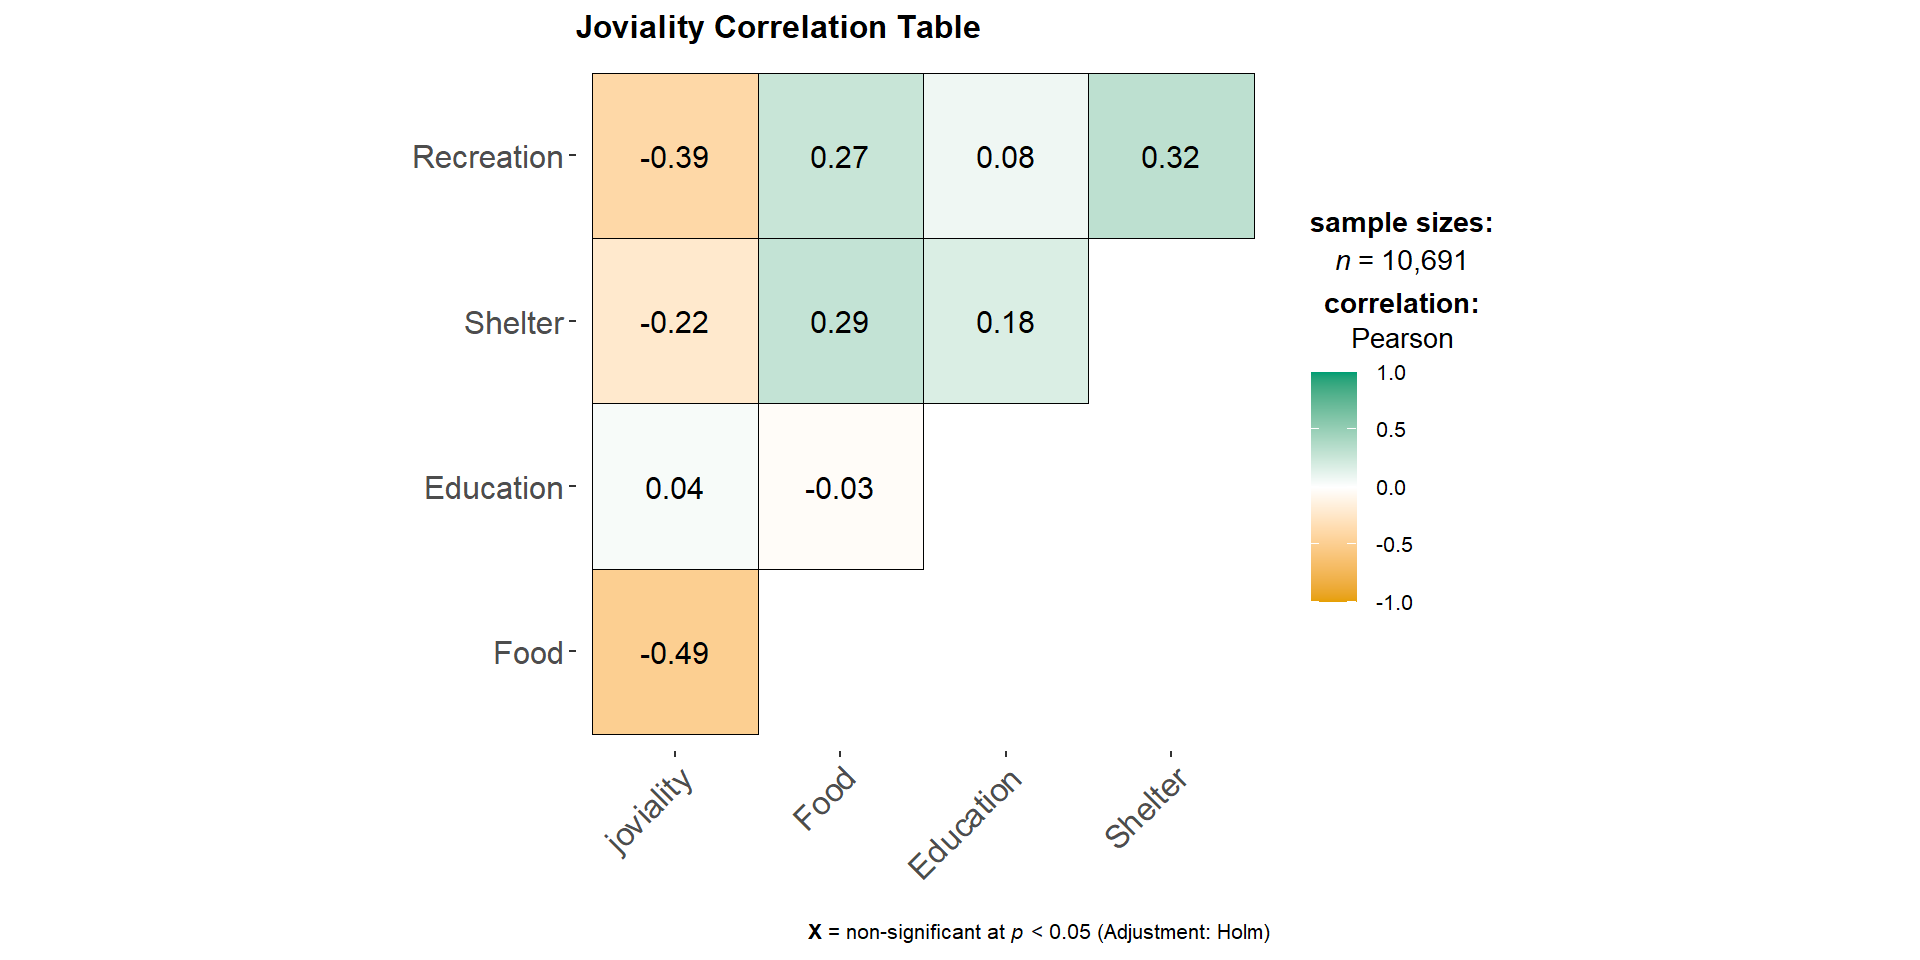 Joviality Correlation Table
Recreation
-0.39
0.27
0.08
0.32
Shelter
-0.22
0.29
0.18
Education
0.04
-0.03
Food
-0.49
joviality
Food
Education
Shelter
sample sizes:
n = 10,691
correlation:
Pearson
1.0
0.5
0.0
-0.5
-1.0
X = non-significant at p < 0.05 (Adjustment: Holm)